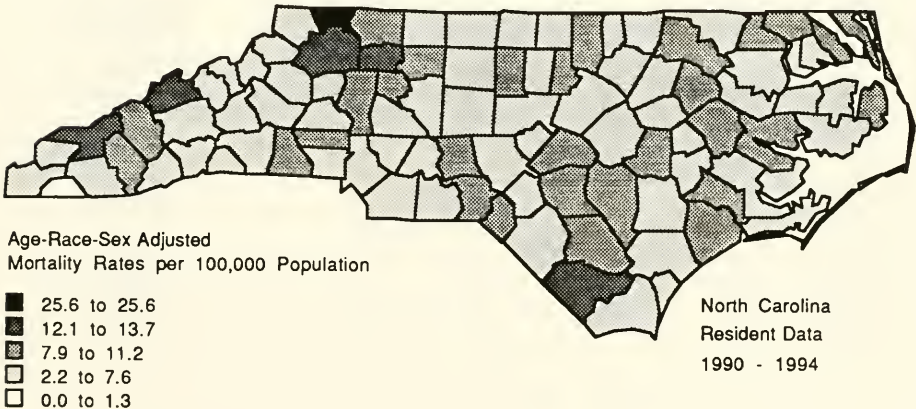 Age-Race-Sex Adjusted
Mortality Rates per 100,000 Population
25.6 to 25.6
12.1 to 13.7
7.9 to 11.2
2.2 to 7.6
0.0 to 1.3
North Carolina
Resident Data
1990 - 1994